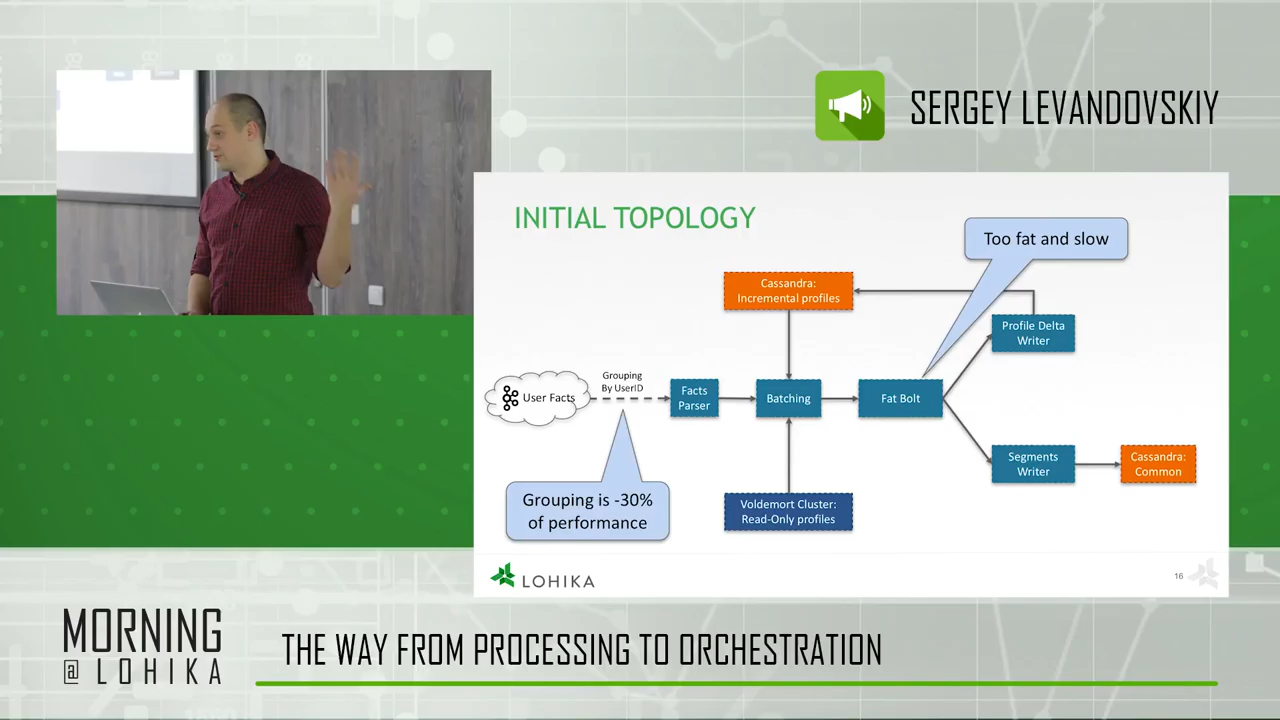 SERGEY LEVANDOVSKIY
INITIAL TOPOLOGY
Too fat and slow
Cassandra:
Incremental profiles
Profile Delta
Writer
Grouping
By UserID
User Facts
Facts
Parser
Batching
Fat Bolt
Segments
Writer
Cassandra:
Common
Grouping is -30%
of performance
Voldemort Cluster:
Read-Only profiles
LOHIKA
16
MORNING
@ LOHIKA
THE WAY FROM PROCESSING TO ORCHESTRATION